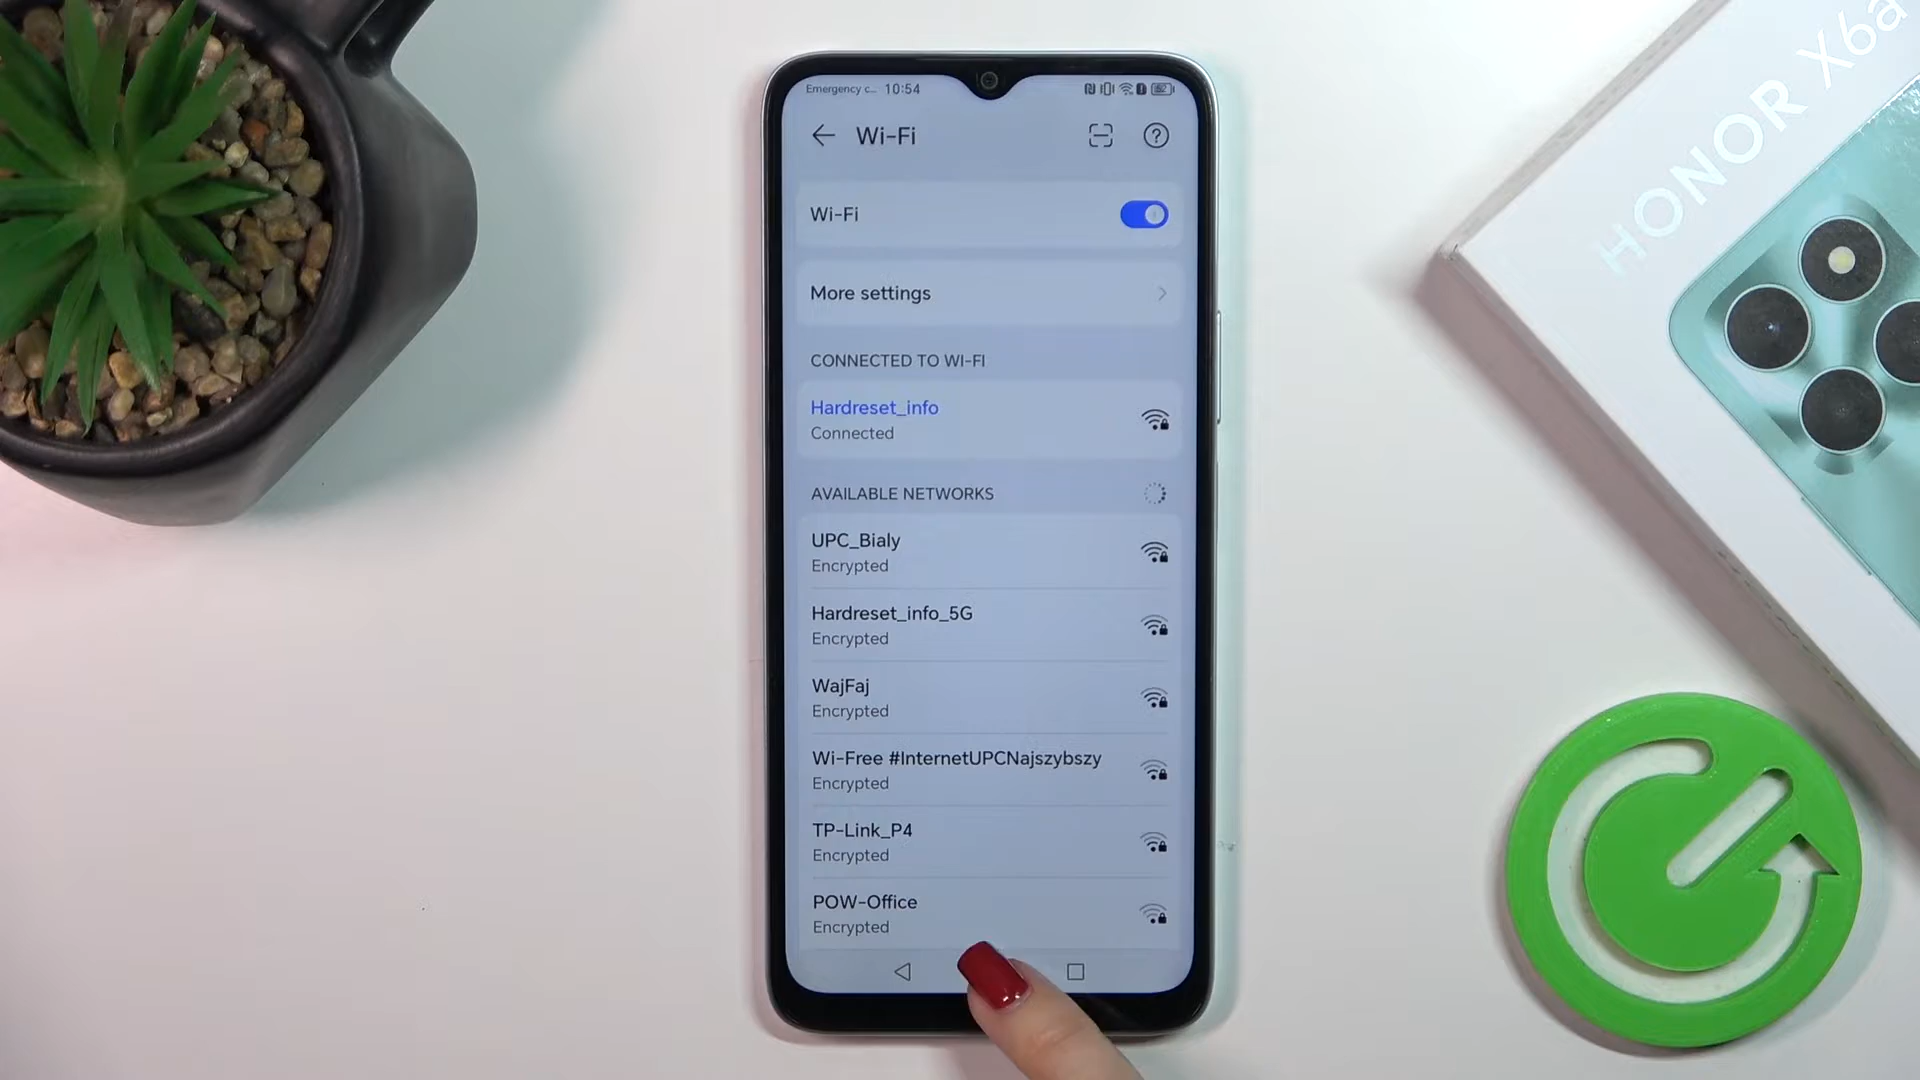 Emergency c... 10:54
Wi-Fi
Wi-Fi
More settings
CONNECTED TO WI-FI
Hardreset_info
Connected
AVAILABLE NETWORKS
UPC_Bialy
Encrypted
Hardreset_info_5G
Encrypted
WajFaj
Encrypted
Wi-Free #InternetUPCNajszybszy
Encrypted
TP-Link_P4
Encrypted
POW-Office
Encrypted
HONOR X6a